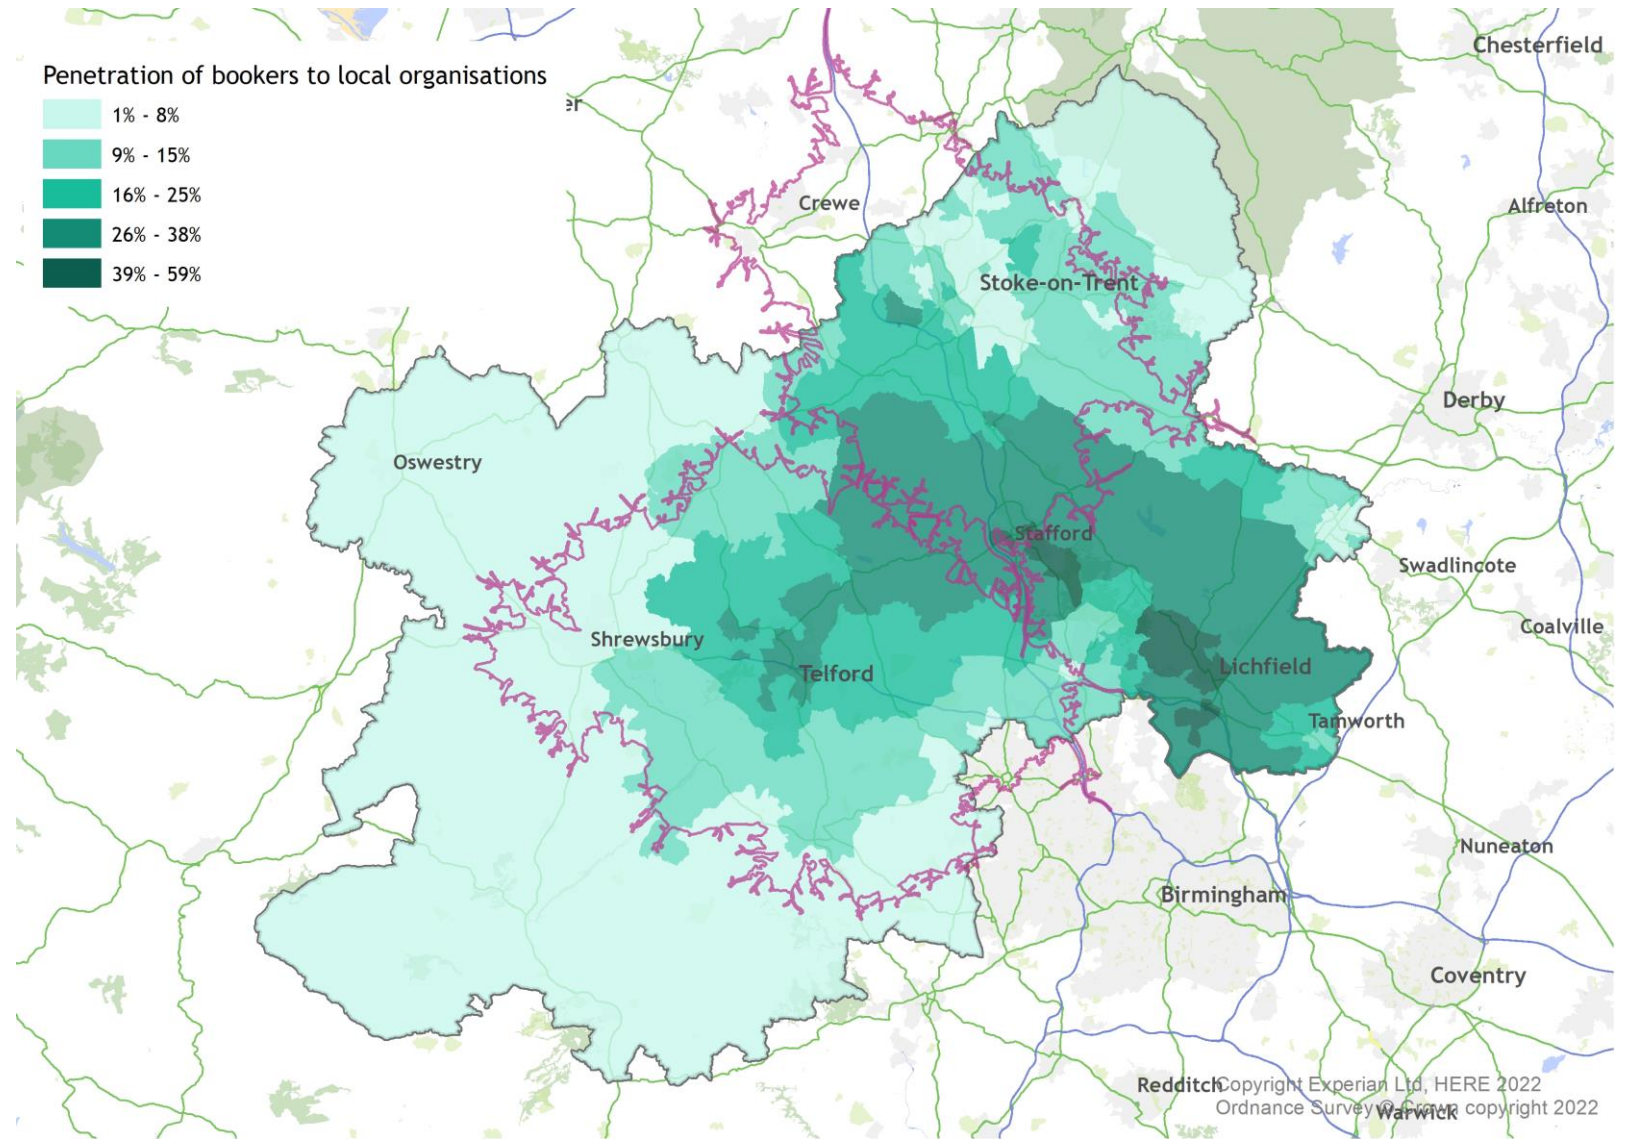 Chesterfield
Penetration of bookers to local organisations
er
1% - 8%
9% - 15%
16% - 25%
26% - 38%
39% - 59%
Crewe
Alfreton
Stoke-on-Trent
Derby
Oswestry
Stafford
Swadlincote
Coalville
Shrewsbury
Telford
Lichfield
Tamworth
Nuneaton
Birmingham
Coventry
Redditch
Copyright Experian Ltd, HERE 2022
Ordnance Survey © Crown copyright 2022
Warwick